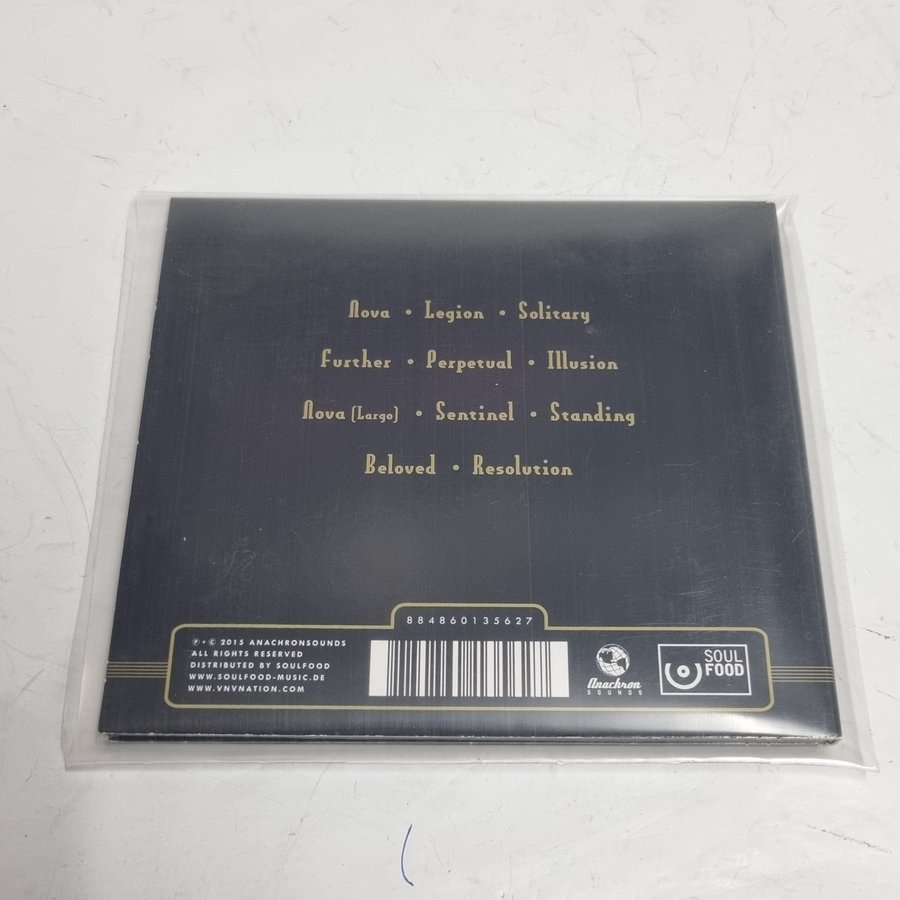 Nova • Legion • Solitary
Further • Perpetual • Illusion
Nova (Largo) • Sentinel • Standing
Beloved • Resolution
884860135627
℗ • © 2015 ANACHRONSOUNDS
ALL RIGHTS RESERVED
DISTRIBUTED BY SOULFOOD
WWW.SOULFOOD-MUSIC.DE
WWW.VNVNATION.COM
Anachron
SOUNDS
SOUL
FOOD